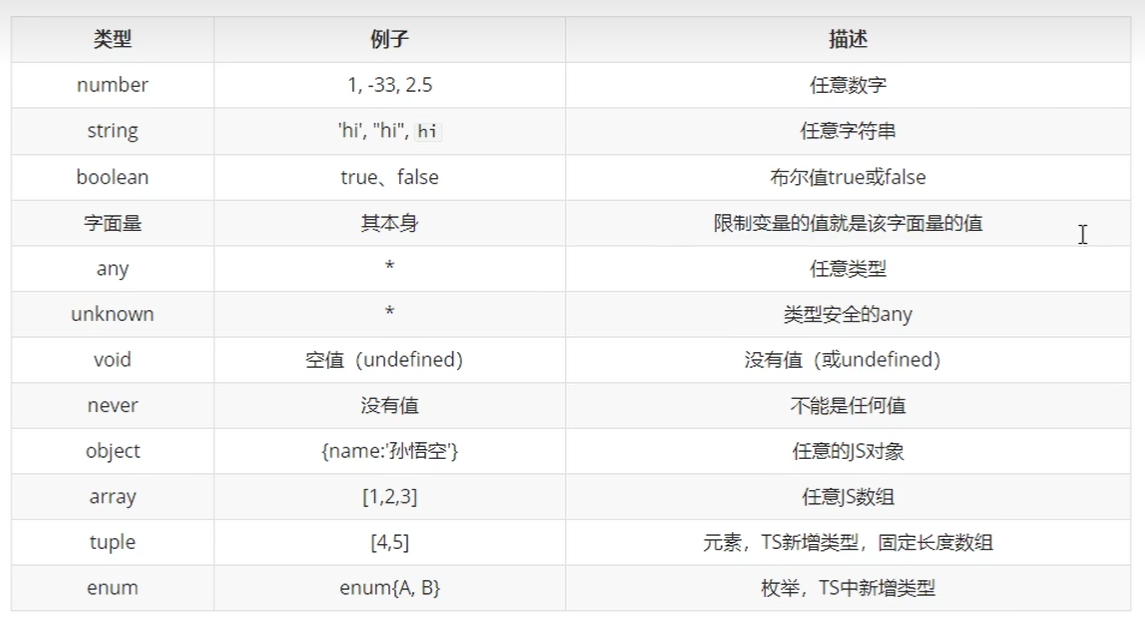 类型 例子 描述
number 1, -33, 2.5 任意数字
string 'hi', "hi", hi 任意字符串
boolean true、false 布尔值true或false
字面量 其本身 限制变量的值就是该字面量的值
any * 任意类型
unknown * 类型安全的any
void 空值（undefined） 没有值（或undefined）
never 没有值 不能是任何值
object {name:'孙悟空'} 任意的JS对象
array [1,2,3] 任意JS数组
tuple [4,5] 元素，TS新增类型，固定长度数组
enum enum{A, B} 枚举，TS中新增类型